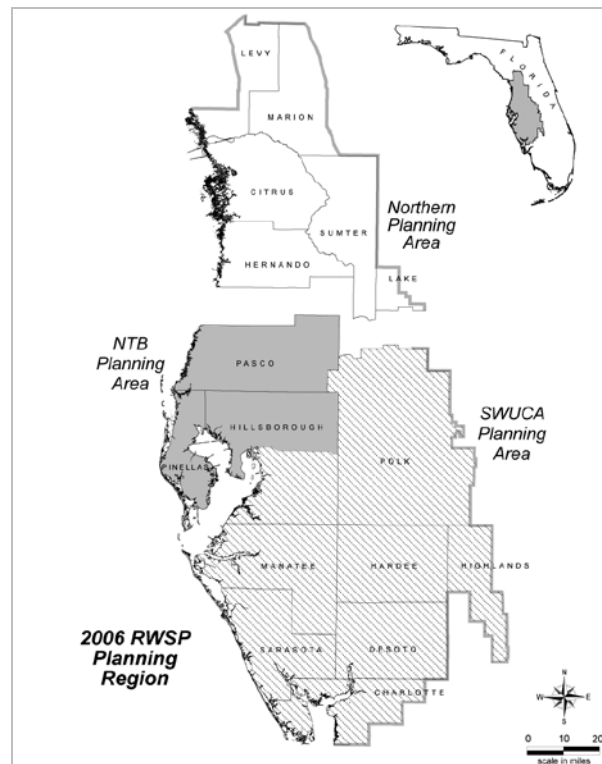 FLORIDA
LEVY
MARION
CITRUS
Northern
Planning
Area
SUMTER
HERNANDO
LAKE
NTB
Planning
Area
PASCO
SWUCA
Planning
Area
HILLSBOROUGH
POLK
PINELLAS
MANATEE
HARDEE
HIGHLANDS
2006 RWSP
Planning
Region
SARASOTA
DESOTO
CHARLOTTE
N
W
E
S
0 10 20
scale in miles